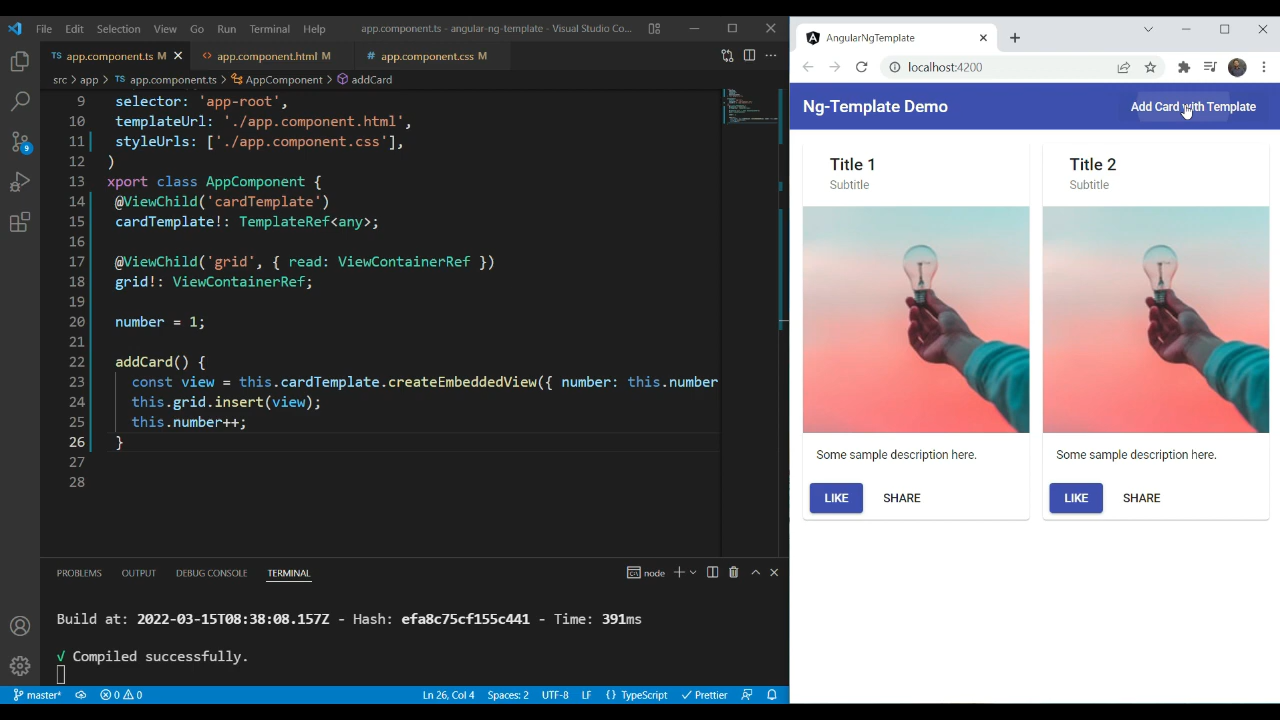 File Edit Selection View Go Run Terminal Help app.component.ts - angular-ng-template - Visual Studio Co...
TS app.component.ts M
<> app.component.html M
# app.component.css M
src > app > TS app.component.ts > AppComponent > addCard
9 selector: 'app-root',
10 templateUrl: './app.component.html',
11 styleUrls: ['./app.component.css'],
12 )
13 xport class AppComponent {
14 @ViewChild('cardTemplate')
15 cardTemplate!: TemplateRef<any>;
16
17 @ViewChild('grid', { read: ViewContainerRef })
18 grid!: ViewContainerRef;
19
20 number = 1;
21
22 addCard() {
23 const view = this.cardTemplate.createEmbeddedView({ number: this.number
24 this.grid.insert(view);
25 this.number++;
26 }
27
28
PROBLEMS OUTPUT DEBUG CONSOLE TERMINAL node
Build at: 2022-03-15T08:38:08.157Z - Hash: efa8c75cf155c441 - Time: 391ms
√ Compiled successfully.
9
master* 0 0 Ln 26, Col 4 Spaces: 2 UTF-8 LF {} TypeScript Prettier
AngularNgTemplate
localhost:4200
Ng-Template Demo
Add Card with Template
Title 1
Subtitle
Some sample description here.
LIKE SHARE
Title 2
Subtitle
Some sample description here.
LIKE SHARE